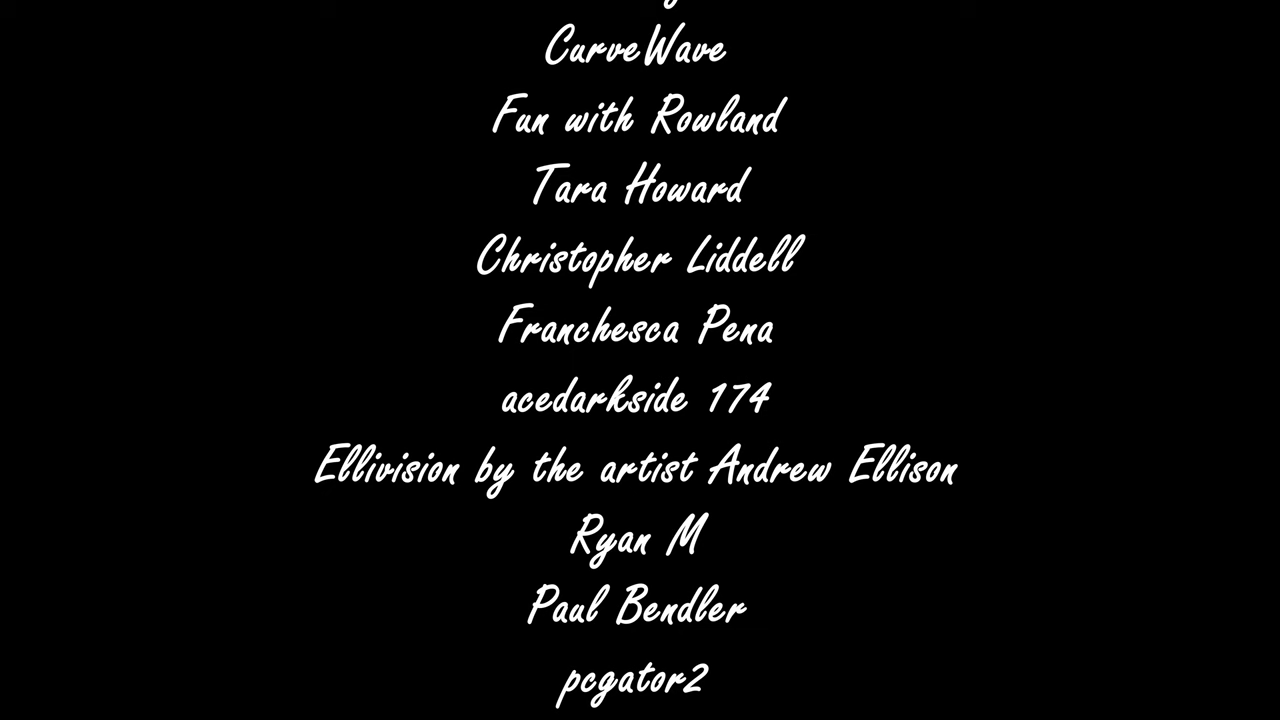 CurveWave
Fun with Rowland
Tara Howard
Christopher Liddell
Franchesca Pena
acedarkside 174
Ellivision by the artist Andrew Ellison
Ryan M
Paul Bendler
pcgator2